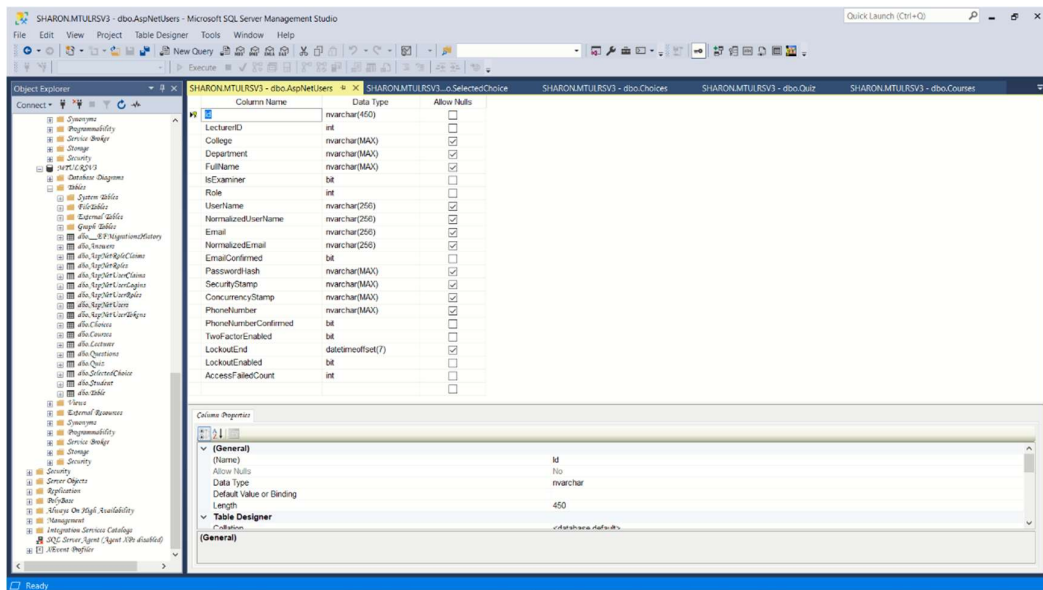 SHARON.MTULRSV3 - dbo.AspNetUsers - Microsoft SQL Server Management Studio
Quick Launch (Ctrl+Q)
File Edit View Project Table Designer Tools Window Help
New Query
Execute
Object Explorer
Connect
Synonyms
Programmability
Service Broker
Storage
Security
MTULRSV3
Database Diagrams
Tables
System Tables
FileTables
External Tables
Graph Tables
dbo.__EFMigrationsHistory
dbo.Answers
dbo.AspNetRoleClaims
dbo.AspNetRoles
dbo.AspNetUserClaims
dbo.AspNetUserLogins
dbo.AspNetUserRoles
dbo.AspNetUsers
dbo.AspNetUserTokens
dbo.Choices
dbo.Courses
dbo.Lecturer
dbo.Questions
dbo.Quiz
dbo.SelectedChoice
dbo.Student
dbo.Table
Views
External Resources
Synonyms
Programmability
Service Broker
Storage
Security
Security
Server Objects
Replication
PolyBase
Always On High Availability
Management
Integration Services Catalogs
SQL Server Agent (Agent XPs disabled)
XEvent Profiler
SHARON.MTULRSV3 - dbo.AspNetUsers SHARON.MTULRSV3...o.SelectedChoice SHARON.MTULRSV3 - dbo.Choices SHARON.MTULRSV3 - dbo.Quiz SHARON.MTULRSV3 - dbo.Courses
Column Name Data Type Allow Nulls
Id nvarchar(450)
LecturerID int
College nvarchar(MAX)
Department nvarchar(MAX)
FullName nvarchar(MAX)
IsExaminer bit
Role int
UserName nvarchar(256)
NormalizedUserName nvarchar(256)
Email nvarchar(256)
NormalizedEmail nvarchar(256)
EmailConfirmed bit
PasswordHash nvarchar(MAX)
SecurityStamp nvarchar(MAX)
ConcurrencyStamp nvarchar(MAX)
PhoneNumber nvarchar(MAX)
PhoneNumberConfirmed bit
TwoFactorEnabled bit
LockoutEnd datetimeoffset(7)
LockoutEnabled bit
AccessFailedCount int
Column Properties
(General)
(Name) Id
Allow Nulls No
Data Type nvarchar
Default Value or Binding
Length 450
Table Designer
Collation <database default>
(General)
Ready